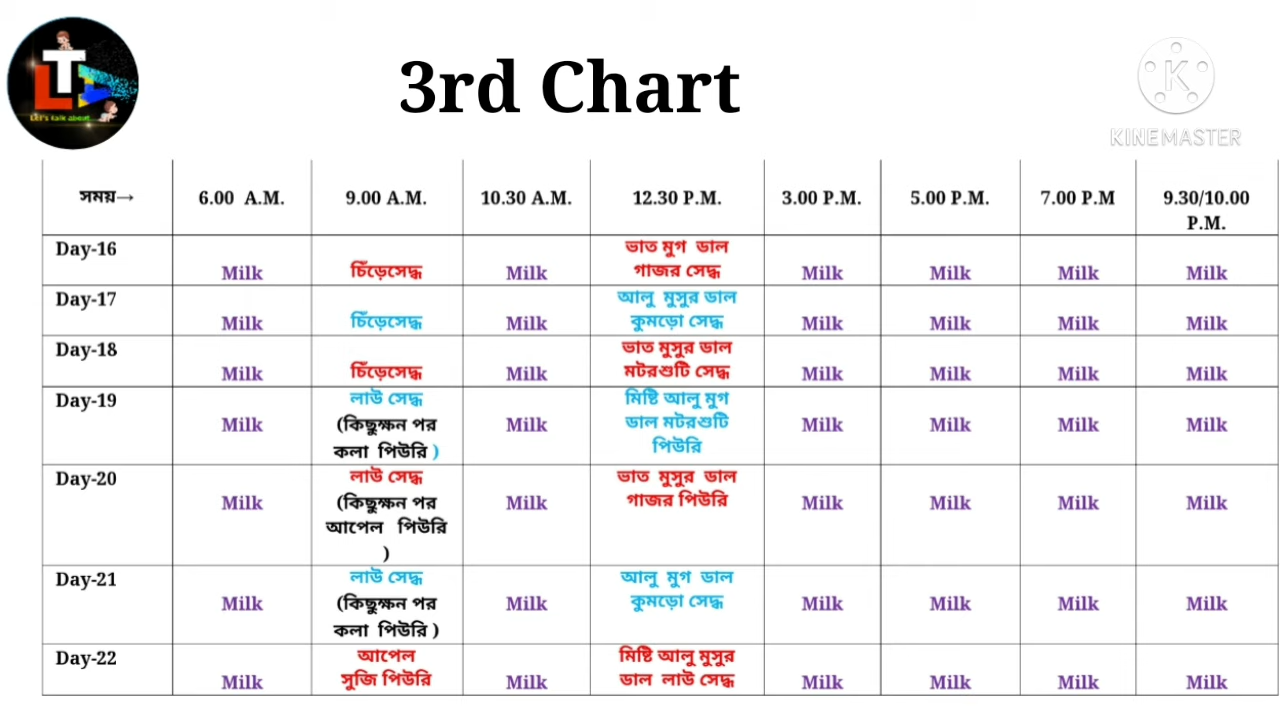 LTA
Let's talk about
3rd Chart
KINEMASTER
সময়→ 6.00 A.M. 9.00 A.M. 10.30 A.M. 12.30 P.M. 3.00 P.M. 5.00 P.M. 7.00 P.M 9.30/10.00
P.M.
Day-16 ভাত মুগ ডাল
Milk চিঁড়েসেদ্ধ Milk গাজর সেদ্ধ Milk Milk Milk Milk
Day-17 আলু মুসুর ডাল
Milk চিঁড়েসেদ্ধ Milk কুমড়ো সেদ্ধ Milk Milk Milk Milk
Day-18 ভাত মুসুর ডাল
Milk চিঁড়েসেদ্ধ Milk মটরশুটি সেদ্ধ Milk Milk Milk Milk
Day-19 লাউ সেদ্ধ মিষ্টি আলু মুগ
Milk (কিছুক্ষন পর Milk ডাল মটরশুটি Milk Milk Milk Milk
কলা পিউরি ) পিউরি
Day-20 লাউ সেদ্ধ ভাত মুসুর ডাল
Milk (কিছুক্ষন পর Milk গাজর পিউরি Milk Milk Milk Milk
আপেল পিউরি
)
Day-21 লাউ সেদ্ধ আলু মুগ ডাল
Milk (কিছুক্ষন পর Milk কুমড়ো সেদ্ধ Milk Milk Milk Milk
কলা পিউরি )
Day-22 আপেল মিষ্টি আলু মুসুর
Milk সুজি পিউরি Milk ডাল লাউ সেদ্ধ Milk Milk Milk Milk